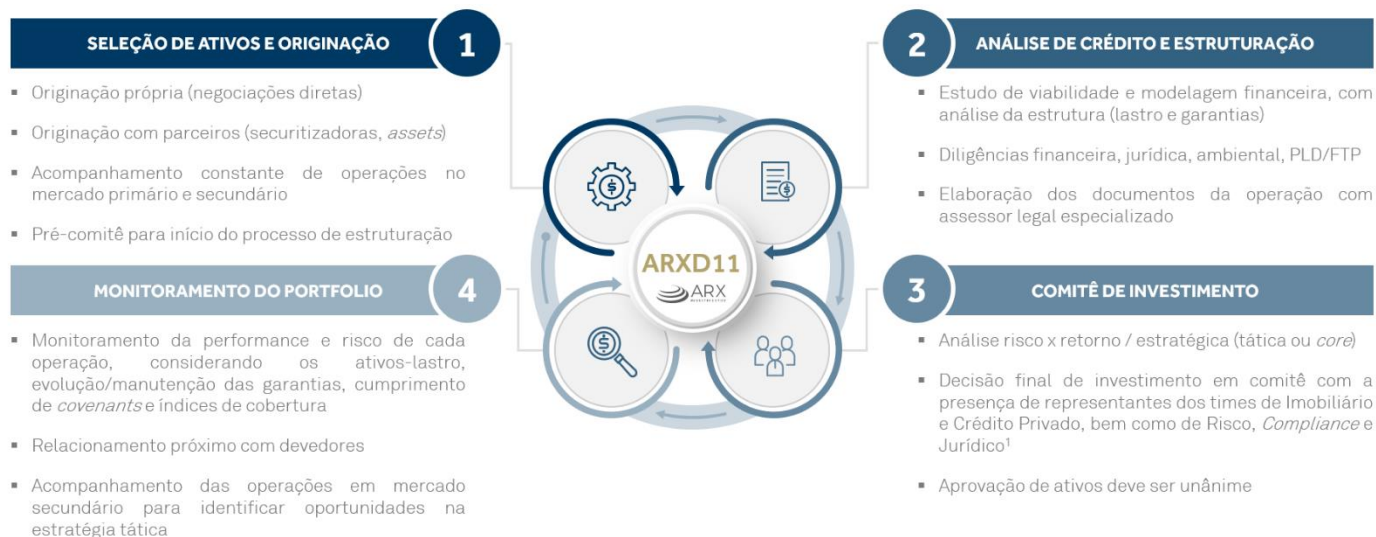 SELEÇÃO DE ATIVOS E ORIGINAÇÃO
1
▪ Originação própria (negociações diretas)
▪ Originação com parceiros (securitizadoras, assets)
▪ Acompanhamento constante de operações no
mercado primário e secundário
▪ Pré-comitê para início do processo de estruturação
2
ANÁLISE DE CRÉDITO E ESTRUTURAÇÃO
▪ Estudo de viabilidade e modelagem financeira, com
análise da estrutura (lastro e garantias)
▪ Diligências financeira, jurídica, ambiental, PLD/FTP
▪ Elaboração dos documentos da operação com
assessor legal especializado
ARXD11
ARX
INVESTIMENTOS
3
COMITÊ DE INVESTIMENTO
▪ Análise risco x retorno / estratégica (tática ou core)
▪ Decisão final de investimento em comitê com a
presença de representantes dos times de Imobiliário
e Crédito Privado, bem como de Risco, Compliance e
Jurídico¹
▪ Aprovação de ativos deve ser unânime
MONITORAMENTO DO PORTFOLIO
4
▪ Monitoramento da performance e risco de cada
operação, considerando os ativos-lastro,
evolução/manutenção das garantias, cumprimento
de covenants e índices de cobertura
▪ Relacionamento próximo com devedores
▪ Acompanhamento das operações em mercado
secundário para identificar oportunidades na
estratégia tática